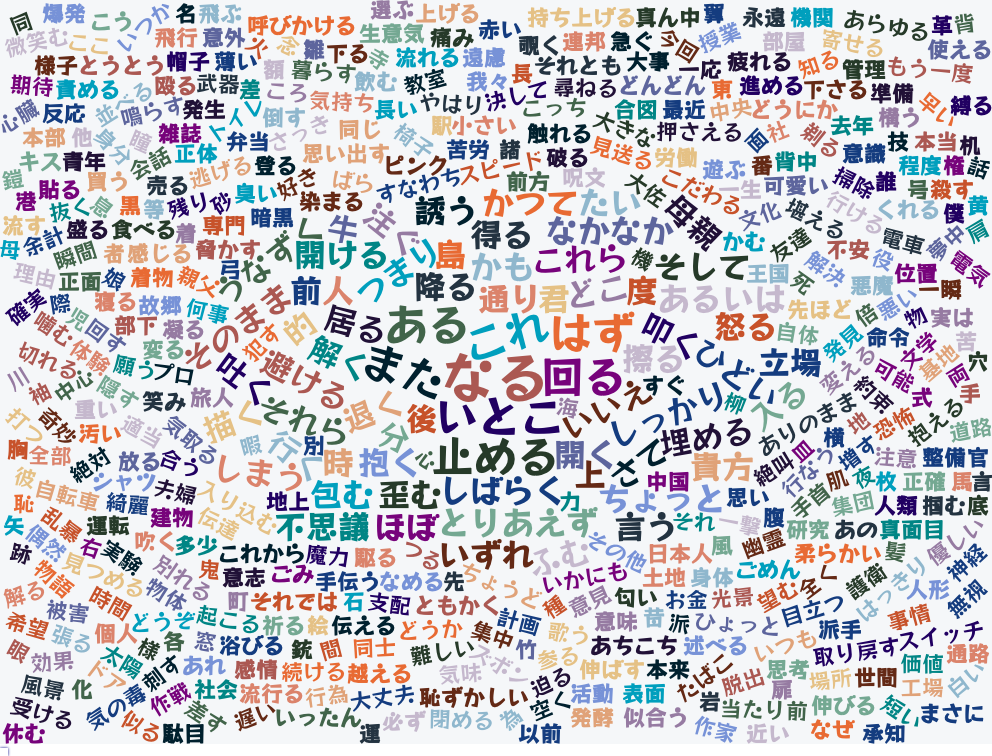 同 爆発 こう いつか 名 飛ぶ 呼びかける 選ぶ 上げる 赤い 持ち上げる 真ん中 翼 永遠 機関 あらゆる 革 背
微笑む ここ 飛行 意外 火 念 雛 下る 寺 生意気 痛み 流れる 遠慮 覗く 連邦 急ぐ 今回 授業 部屋 寄せる 使える
様子 とうとう 帽子 薄い 額 暮らす 飲む 教室 我々 長 それとも 大事 一応 疲れる 知る 管理 もう一度
期待 責める 殴る 武器 差 ころ 気持ち 長い やはり 決して 尋ねる どんどん 東 進める 下さる 準備 早い 縛る
心臓 反応 並べる 鳴らす 発生 トイレ 倒す こっち 合図 最近 中央 どうにか 横う 去年
本部 他 身分 瞳 雑誌 弁当 さっき 同じ 椅子 駅 小さい 触れる 大きな 押さえる 面 社 剃る 技 本当 机
キス 青年 会話 正体 逃げる 登る 思い出す ピンク 苦労 諸 スピード 破る 見送る 労働 遊ぶ 番 背中 意識 程度 権 話
鎧 貼る 買う 売る 臭い 好き ばら すなわち 前方 呪文 大佐 こだわる 一生 可愛い 掃除 誰 号 殺す
港 抜く 息 黒 等 残り 砂 染まる 誘う かつて たい 母親 文化 堪える 行ける くれる 僕 黄
流す 盛る 食べる 着 専門 暗黒 牛 注ぐ 得る なかなか かむ 友達 不安 役 電車 胸中 肩
母 余計 瞬間 者 感じる 脅かす なず 開ける つまり 島 かも これら 機 そして 王国 死 解決 位置 電気
理由 正面 娘 着物 親父 弓 うなず 前 人 降る 通り 君 どこ 度 あるいは 先ほど 悪魔 一瞬
確実 際 寝る 故郷 何事 そのまま 的 居る ある これ はず 叩く 怒る 自体 発見 倍 悪い 物 実は
噛む 児 回す 部下 凝る 犯す 解く また なる 回る 擦る ひどい 立場 変える 命令 文学 苦
切れる 体験 願う 変る プロ 吐く 避ける いとこ いいえ すぐ 柳 入る 約束 可能 基地 両 穴
川 袖 中心 隠す 笑み 旅人 描く それら 退く 後 海 しっかり ありのまま 式 手
打つ 奇妙 重い 適当 気取る 暇 行く 別 分 止める 開く さて 埋める 絶叫 皿 横 地 恐怖 抱える 道路
胸 全部 汚い 絶対 放る 合う しまう 時 抱く 心 上 中国 貴方 行なう 増す 注意 整備官
彼 自転車 シャツ 夫婦 入り込む 地上 包む 歪む しばらく 力 ちょっと 思い 手首 肌 夜 枚 正確 馬 言
恥 綺麗 建物 伝達 不思議 ほぼ とりあえず 言う それ 一撃 腹 集団 人類 掴む 底
矢 偶然 乱暴 運転 吹く 多少 これから 魔力 駆る つる いずれ ふむ その他 日本人 風 幽霊 研究 あの 真面目
跡 物語 見つめる 右 実験 別れる 鬼 意志 ごみ 手伝う なめる 先 ちょうど いかにも 土地 身体 ごめん 柔らかい 髪 優しい
解る 時間 物体 町 それでは 石 支配 ともかく 種 意見 匂い お金 光景 望む 全く 護衛 はっきり 人形 神経 無視
希望 被害 張る 個人 どうぞ 起こる 祈る 絵 伝える どうか 集中 計画 歌う 意味 苗 派 ひょっと 目立つ 事情
眼 効果 ドア 太陽 様 各 窓 浴びる 銃 間 同士 難しい 竹 参る あちこち 述べる いつも 派手 取り戻す スイッチ
風景 化 気の毒 刻す あれ 感情 続ける 越える 気味 ズボン 迫る 伸ばす 本来 たばこ 脱出 思考 扉 場所 世間 価値 通路
受ける 作戦 社会 流行る 行為 大丈夫 恥ずかしい 空く 活動 表面 岩 当たり前 伸びる 工場 白い
休む 似る 駄目 差す 遅い いったん 運 必ず 閉める 為 以前 発酵 似合う 作家 近い なぜ 短い まさに 承知